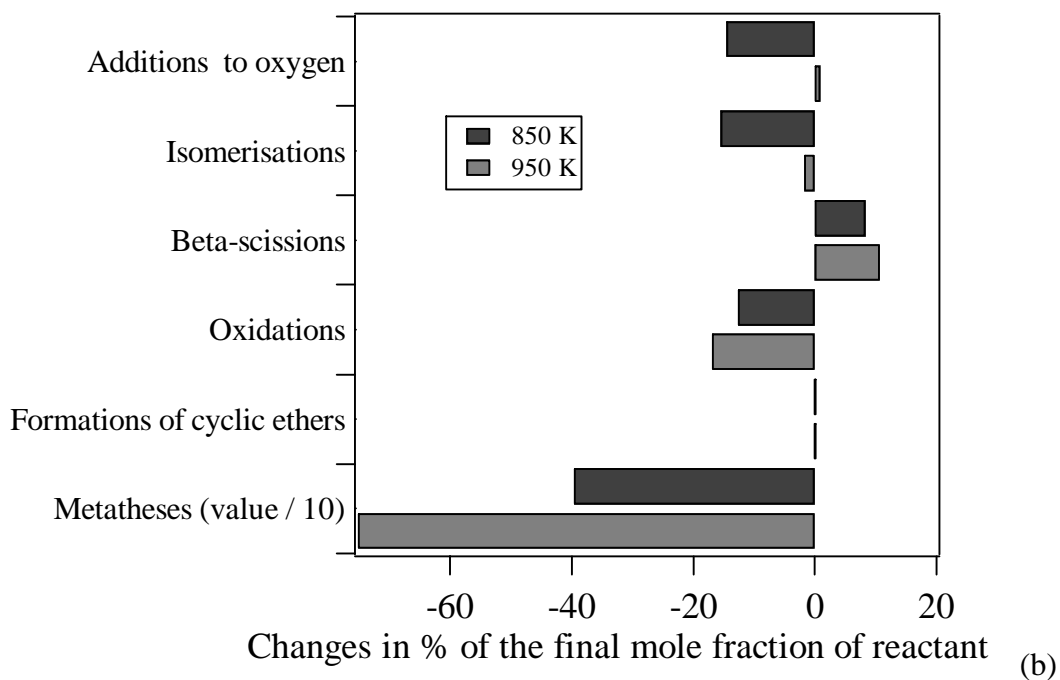 Additions to oxygen
Isomerisations
Beta-scissions
Oxidations
Formations of cyclic ethers
Metatheses (value / 10)
850 K
950 K
-60 -40 -20 0 20
Changes in % of the final mole fraction of reactant
(b)